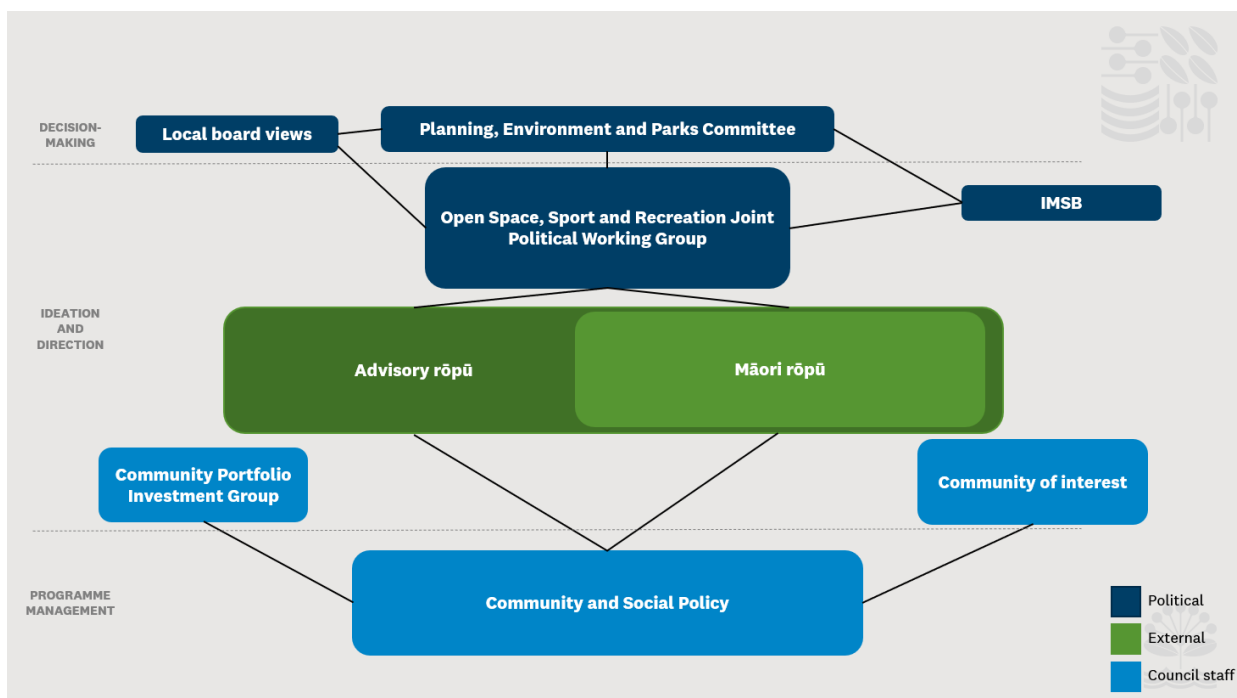 DECISION-
MAKING
Local board views
Planning, Environment and Parks Committee
Open Space, Sport and Recreation Joint
Political Working Group
IMSB
IDEATION
AND
DIRECTION
Advisory rōpū
Māori rōpū
Community Portfolio
Investment Group
Community of interest
PROGRAMME
MANAGEMENT
Community and Social Policy
Political
External
Council staff